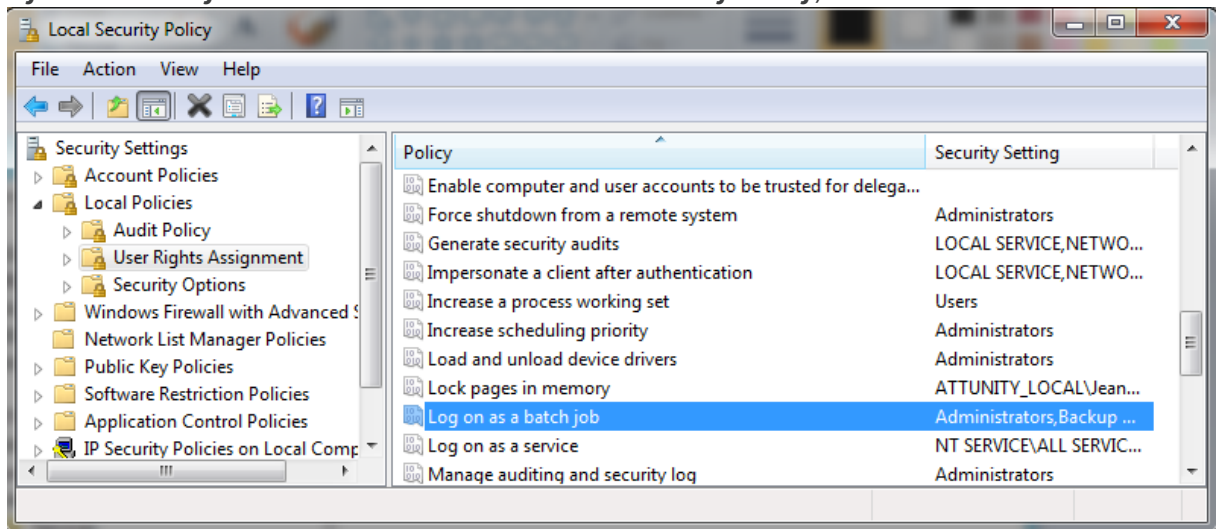 Local Security Policy
File Action View Help
Security Settings
Account Policies
Local Policies
Audit Policy
User Rights Assignment
Security Options
Windows Firewall with Advanced S
Network List Manager Policies
Public Key Policies
Software Restriction Policies
Application Control Policies
IP Security Policies on Local Comp
Policy Security Setting
Enable computer and user accounts to be trusted for delega...
Force shutdown from a remote system Administrators
Generate security audits LOCAL SERVICE,NETWO...
Impersonate a client after authentication LOCAL SERVICE,NETWO...
Increase a process working set Users
Increase scheduling priority Administrators
Load and unload device drivers Administrators
Lock pages in memory ATTUNITY_LOCAL\Jean...
Log on as a batch job Administrators,Backup ...
Log on as a service NT SERVICE\ALL SERVIC...
Manage auditing and security log Administrators